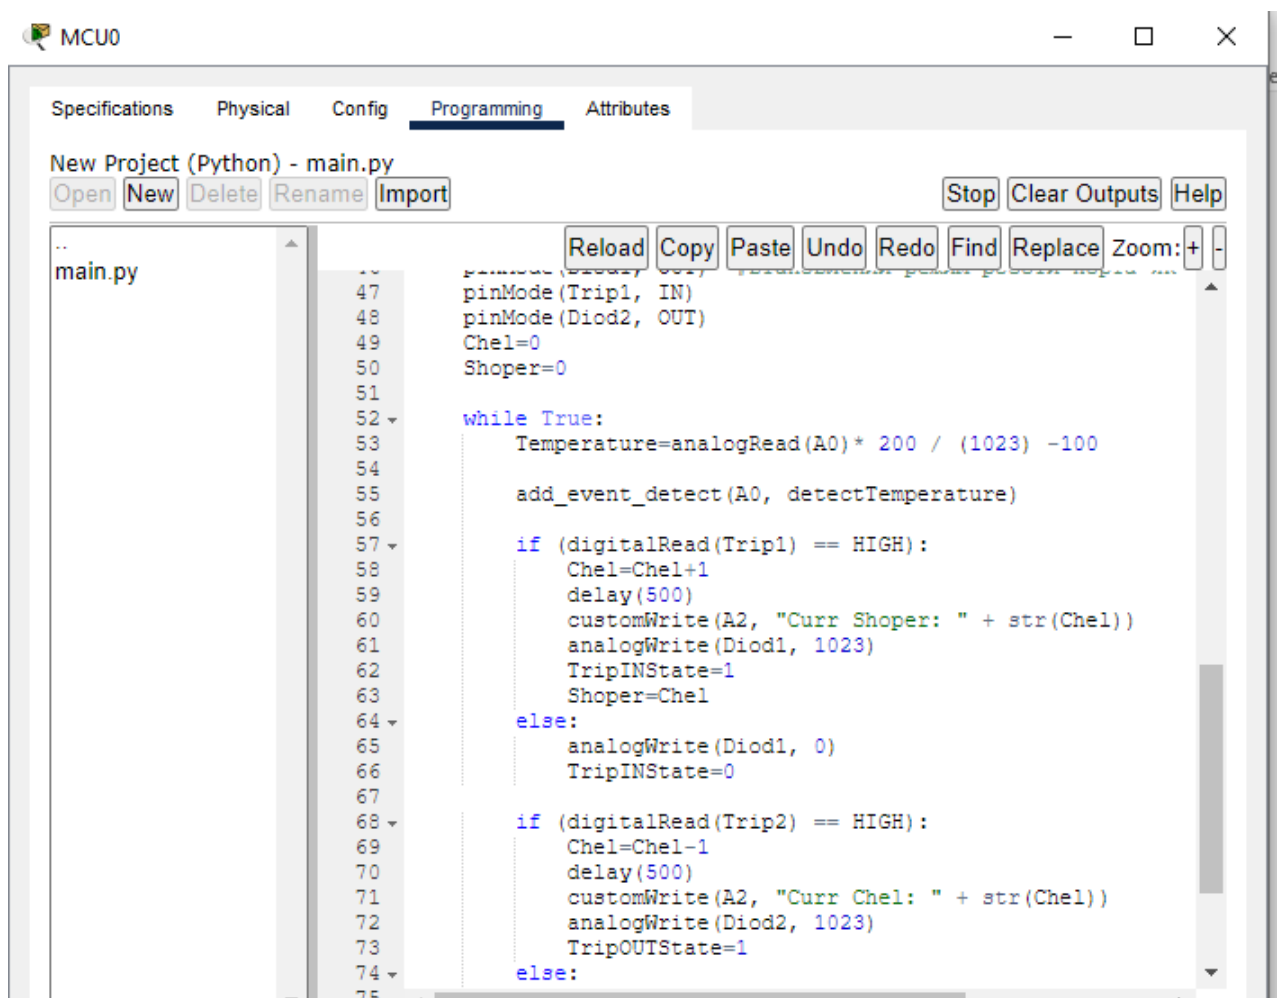 MCU0
Specifications Physical Config Programming Attributes
New Project (Python) - main.py
Open New Delete Rename Import Stop Clear Outputs Help
Reload Copy Paste Undo Redo Find Replace Zoom: + -
..
main.py
47 pinMode(Trip1, IN)
48 pinMode(Diod2, OUT)
49 Chel=0
50 Shoper=0
51
52 while True:
53 Temperature=analogRead(A0)* 200 / (1023) -100
54
55 add_event_detect(A0, detectTemperature)
56
57 if (digitalRead(Trip1) == HIGH):
58 Chel=Chel+1
59 delay(500)
60 customWrite(A2, "Curr Shoper: " + str(Chel))
61 analogWrite(Diod1, 1023)
62 TripINState=1
63 Shoper=Chel
64 else:
65 analogWrite(Diod1, 0)
66 TripINState=0
67
68 if (digitalRead(Trip2) == HIGH):
69 Chel=Chel-1
70 delay(500)
71 customWrite(A2, "Curr Chel: " + str(Chel))
72 analogWrite(Diod2, 1023)
73 TripOUTState=1
74 else:
75